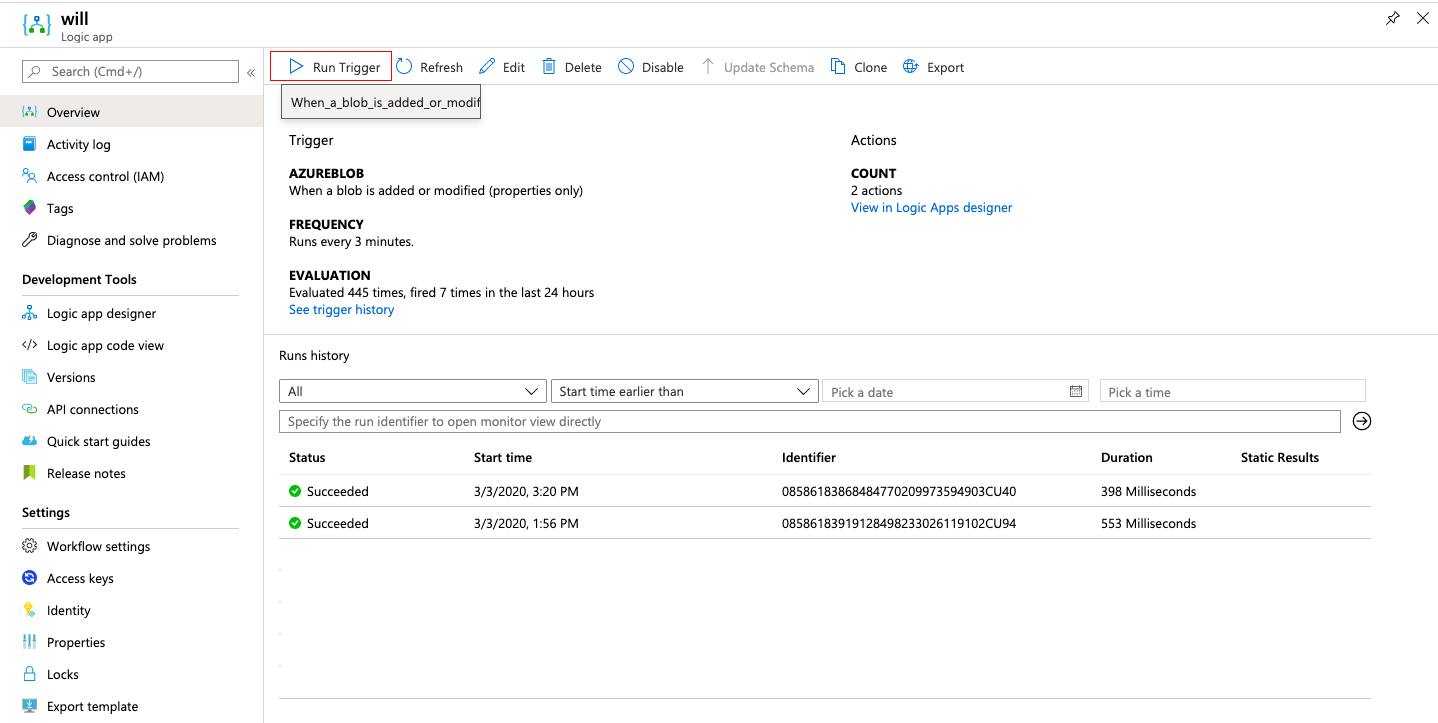 will
Logic app
Search (Cmd+/)
«
Run Trigger Refresh Edit Delete Disable Update Schema Clone Export
When_a_blob_is_added_or_modif
Overview
Activity log
Access control (IAM)
Tags
Diagnose and solve problems
Development Tools
Logic app designer
Logic app code view
Versions
API connections
Quick start guides
Release notes
Settings
Workflow settings
Access keys
Identity
Properties
Locks
Export template
Trigger
AZUREBLOB
When a blob is added or modified (properties only)
FREQUENCY
Runs every 3 minutes.
EVALUATION
Evaluated 445 times, fired 7 times in the last 24 hours
See trigger history
Actions
COUNT
2 actions
View in Logic Apps designer
Runs history
All Start time earlier than Pick a date Pick a time
Specify the run identifier to open monitor view directly
Status Start time Identifier Duration Static Results
Succeeded 3/3/2020, 3:20 PM 08586183868484770209973594903CU40 398 Milliseconds
Succeeded 3/3/2020, 1:56 PM 08586183919128498233026119102CU94 553 Milliseconds